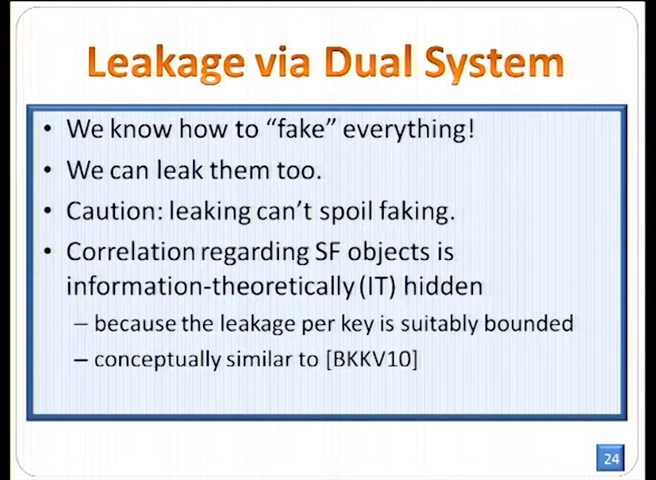 Leakage via Dual System
• We know how to “fake” everything!
• We can leak them too.
• Caution: leaking can’t spoil faking.
• Correlation regarding SF objects is
information-theoretically (IT) hidden
– because the leakage per key is suitably bounded
– conceptually similar to [BKKV10]
24